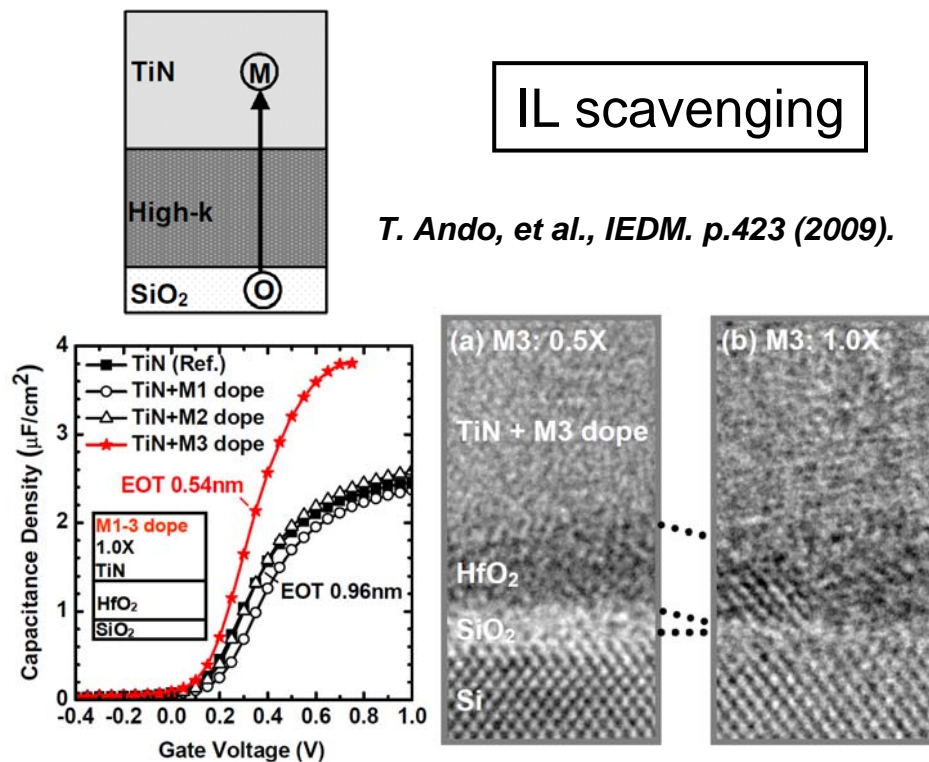 TiN
M
High-k
SiO₂
O
IL scavenging
T. Ando, et al., IEDM. p.423 (2009).
Capacitance Density (µF/cm²)
4
3
2
1
0
-0.4 -0.2 0.0 0.2 0.4 0.6 0.8 1.0
Gate Voltage (V)
TiN (Ref.)
TiN+M1 dope
TiN+M2 dope
TiN+M3 dope
EOT 0.54nm
EOT 0.96nm
M1-3 dope
1.0X
TiN
HfO₂
SiO₂
(a) M3: 0.5X
TiN + M3 dope
HfO₂
SiO₂
Si
(b) M3: 1.0X